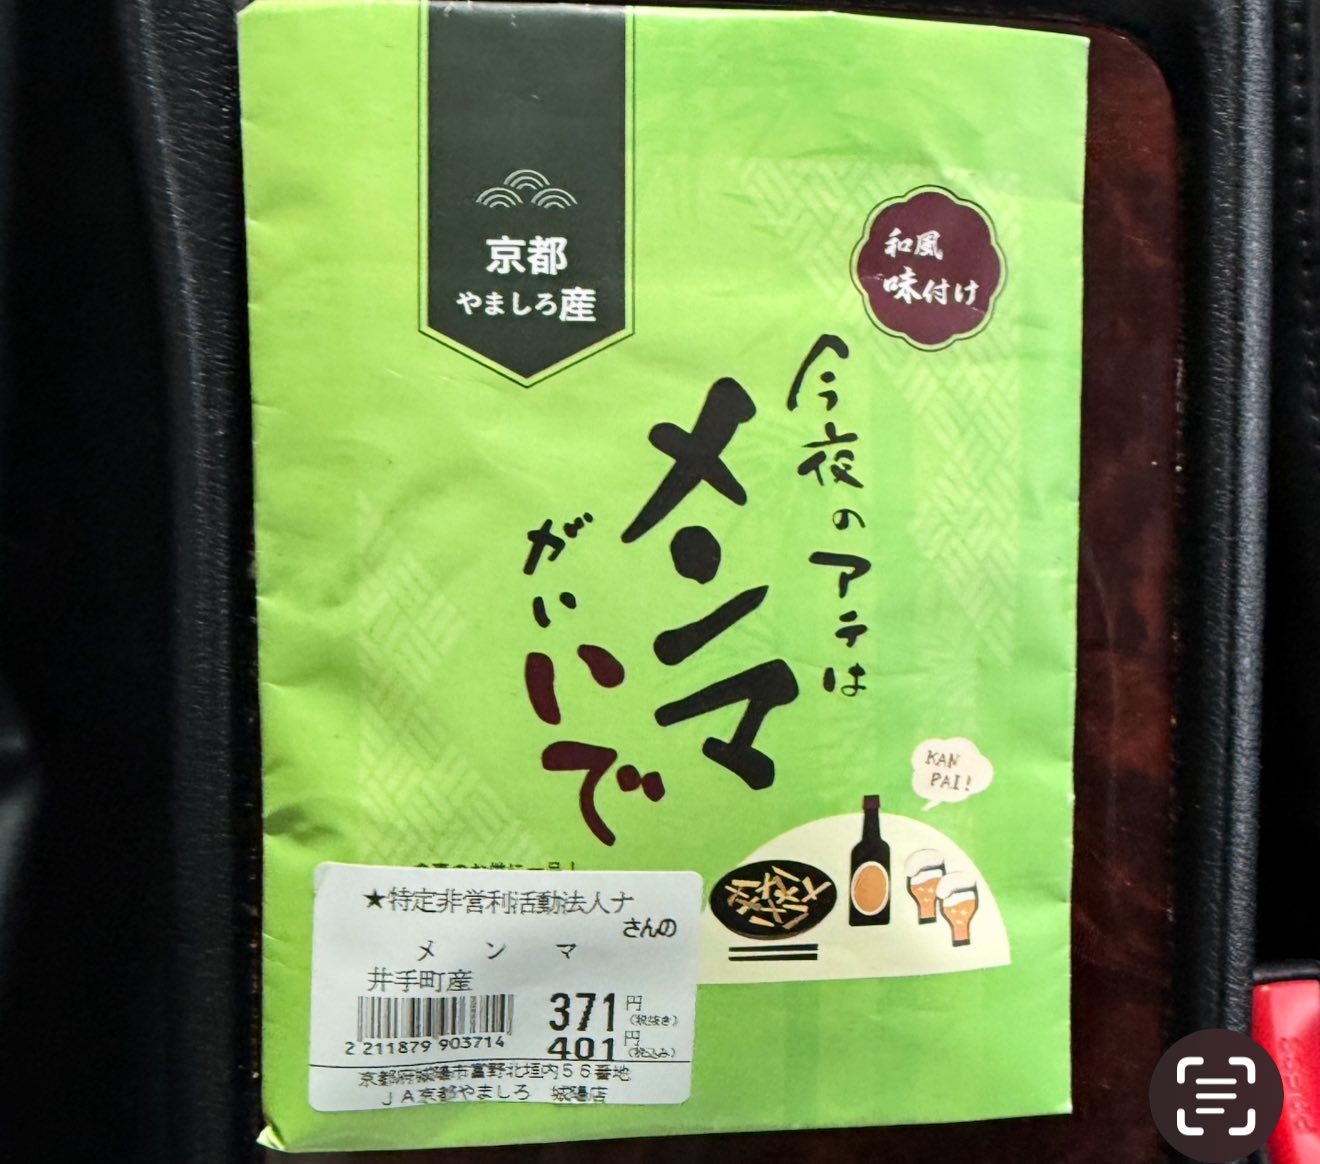 京都
やましろ産
和風
味付け
今夜のアテは
メンマ
がいいで
KAN
PAI!
★特定非営利活動法人ナ
さんの
メンマ
井手町産
371円
(税抜き)
401円
(税込み)
2 211879 903714
京都府城陽市富野北垣内56番地
JA京都やましろ 城陽店